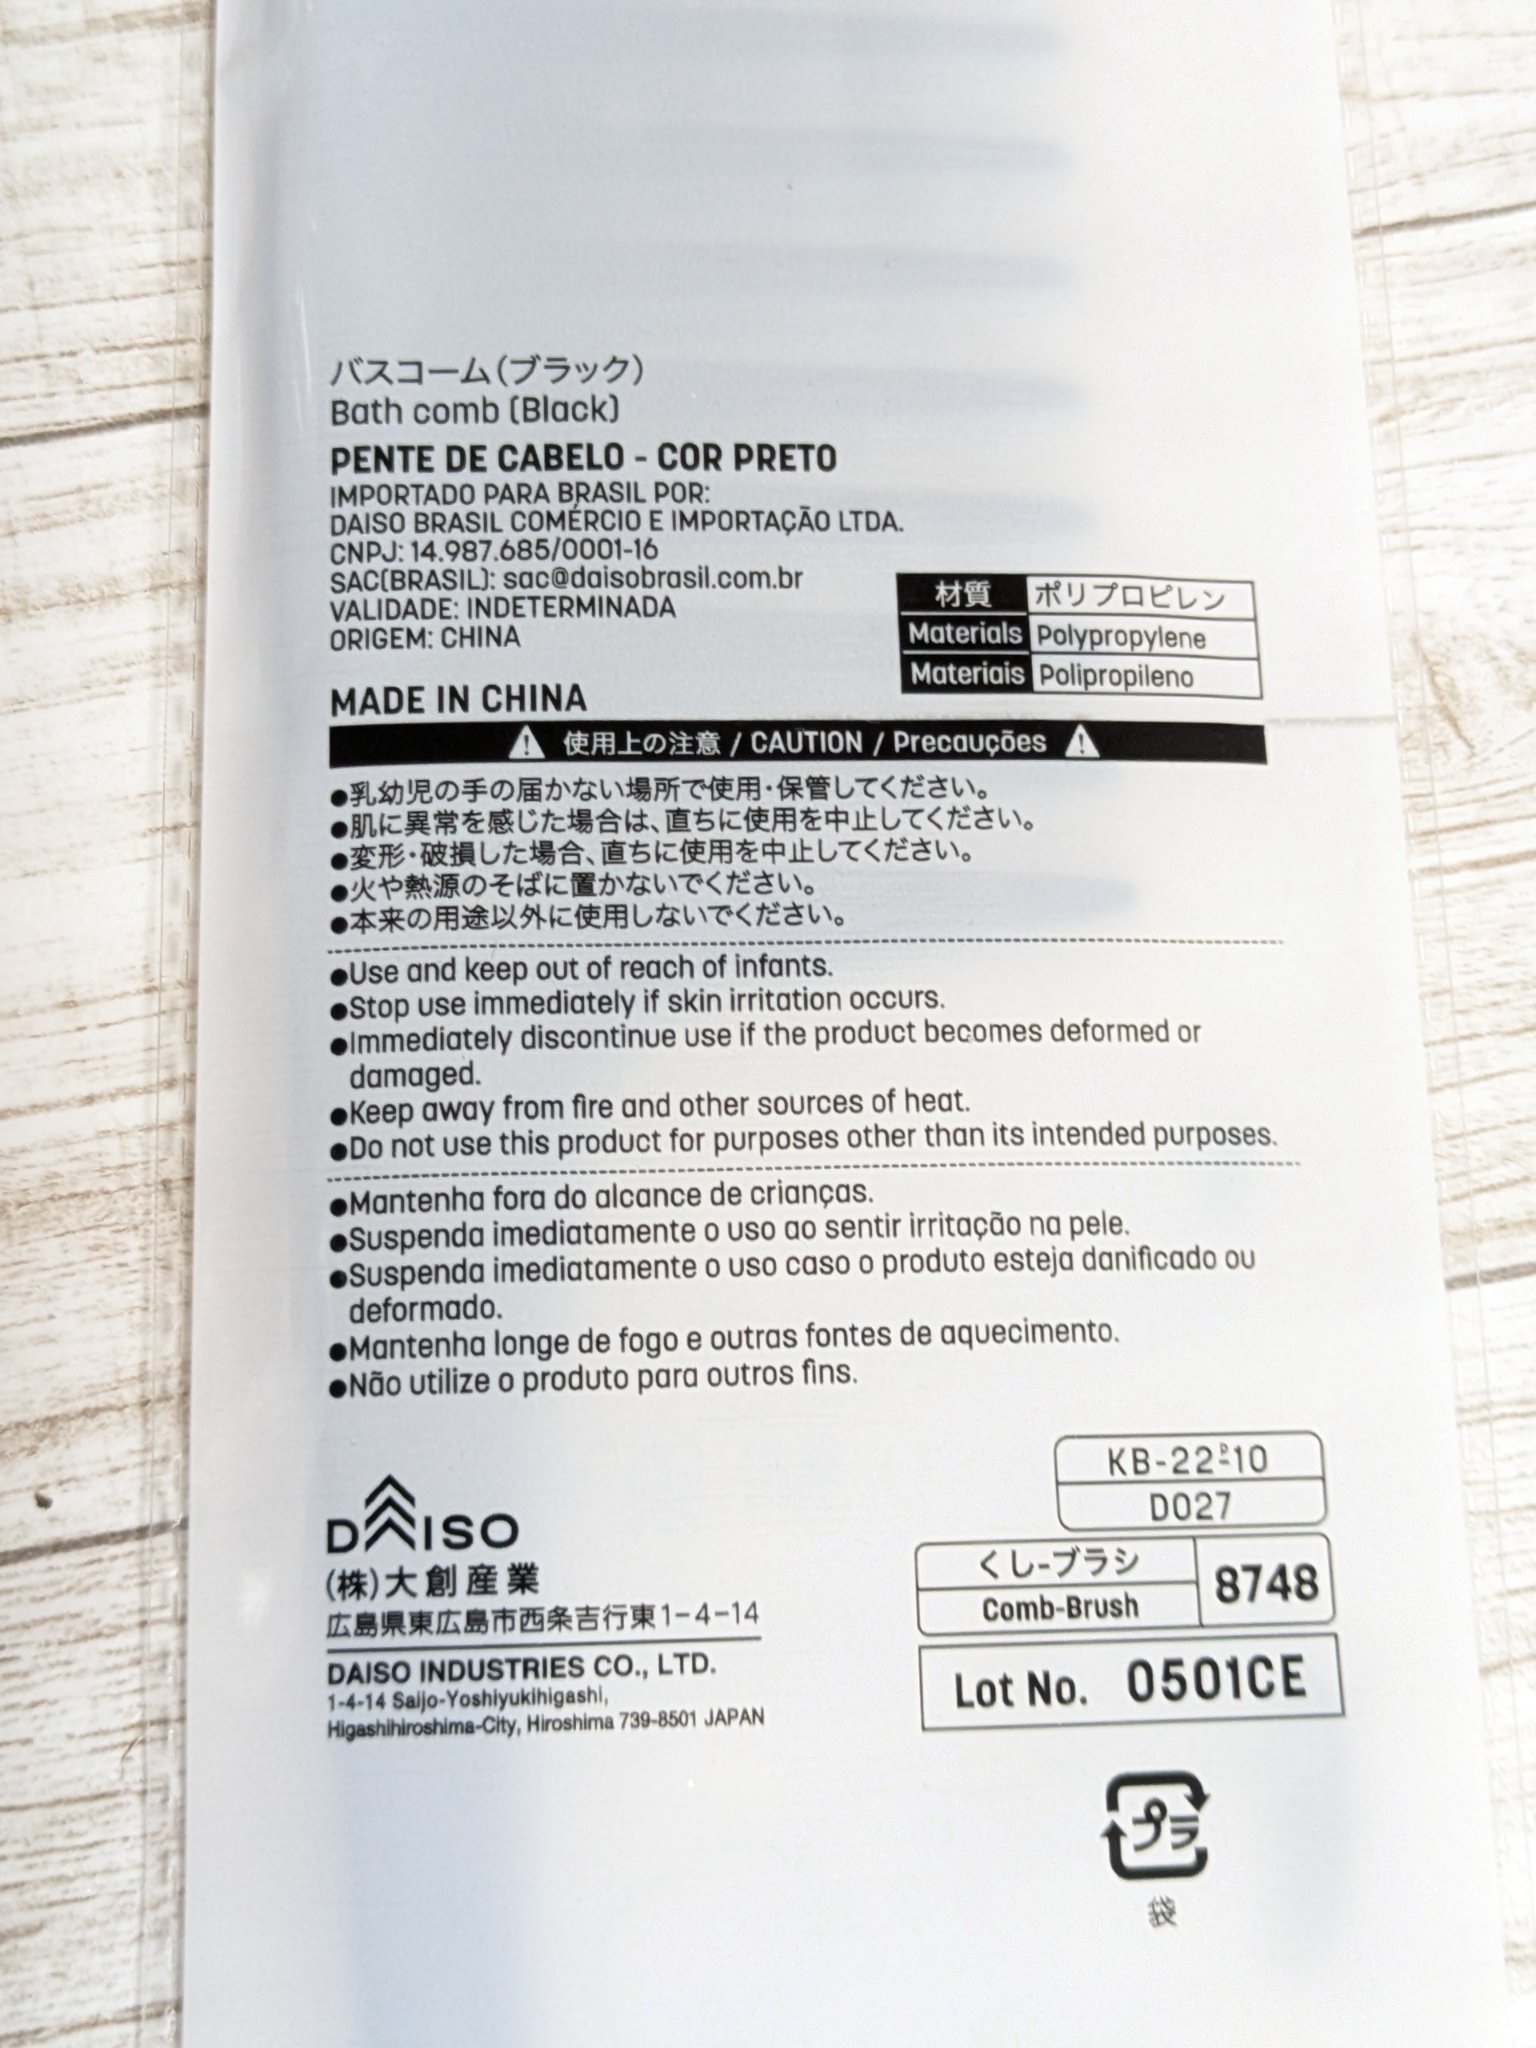 バスコーム(ブラック)
Bath comb (Black)
PENTE DE CABELO - COR PRETO
IMPORTADO PARA BRASIL POR:
DAISO BRASIL COMÉRCIO E IMPORTAÇÃO LTDA.
CNPJ: 14.987.685/0001-16
SAC(BRASIL): sac@daisobrasil.com.br
VALIDADE: INDETERMINADA
ORIGEM: CHINA
MADE IN CHINA
材質 ポリプロピレン
Materials Polypropylene
Materiais Polipropileno
使用上の注意 / CAUTION / Precauções
●乳幼児の手の届かない場所で使用・保管してください。
●肌に異常を感じた場合は、直ちに使用を中止してください。
●変形・破損した場合、直ちに使用を中止してください。
●火や熱源のそばに置かないでください。
●本来の用途以外に使用しないでください。
●Use and keep out of reach of infants.
●Stop use immediately if skin irritation occurs.
●Immediately discontinue use if the product becomes deformed or
damaged.
●Keep away from fire and other sources of heat.
●Do not use this product for purposes other than its intended purposes.
●Mantenha fora do alcance de crianças.
●Suspenda imediatamente o uso ao sentir irritação na pele.
●Suspenda imediatamente o uso caso o produto esteja danificado ou
deformado.
●Mantenha longe de fogo e outras fontes de aquecimento.
●Não utilize o produto para outros fins.
DAISO
(株)大創産業
広島県東広島市西条吉行東1-4-14
DAISO INDUSTRIES CO., LTD.
1-4-14 Saijo-Yoshiyukihigashi,
Higashihiroshima-City, Hiroshima 739-8501 JAPAN
KB-22-P10
D027
くし-ブラシ
Comb-Brush
8748
Lot No. 0501CE
プラ
袋